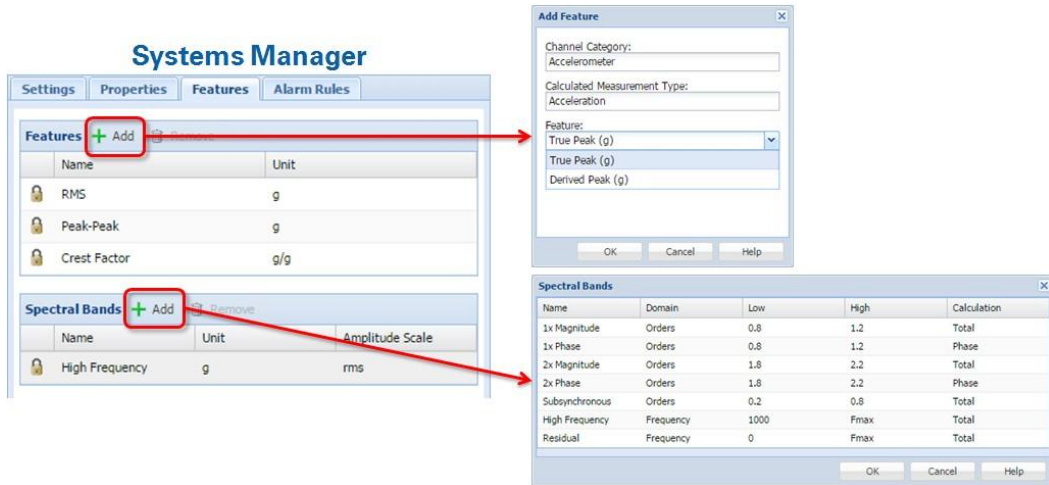 Systems Manager
Settings Properties Features Alarm Rules
Features Add Remove
Name Unit
RMS g
Peak-Peak g
Crest Factor g/g
Spectral Bands Add Remove
Name Unit Amplitude Scale
High Frequency g rms
Add Feature
Channel Category:
Accelerometer
Calculated Measurement Type:
Acceleration
Feature:
True Peak (g)
True Peak (g)
Derived Peak (g)
OK Cancel Help
Spectral Bands
Name Domain Low High Calculation
1x Magnitude Orders 0.8 1.2 Total
1x Phase Orders 0.8 1.2 Phase
2x Magnitude Orders 1.8 2.2 Total
2x Phase Orders 1.8 2.2 Phase
Subsynchronous Orders 0.2 0.8 Total
High Frequency Frequency 1000 Fmax Total
Residual Frequency 0 Fmax Total
OK Cancel Help